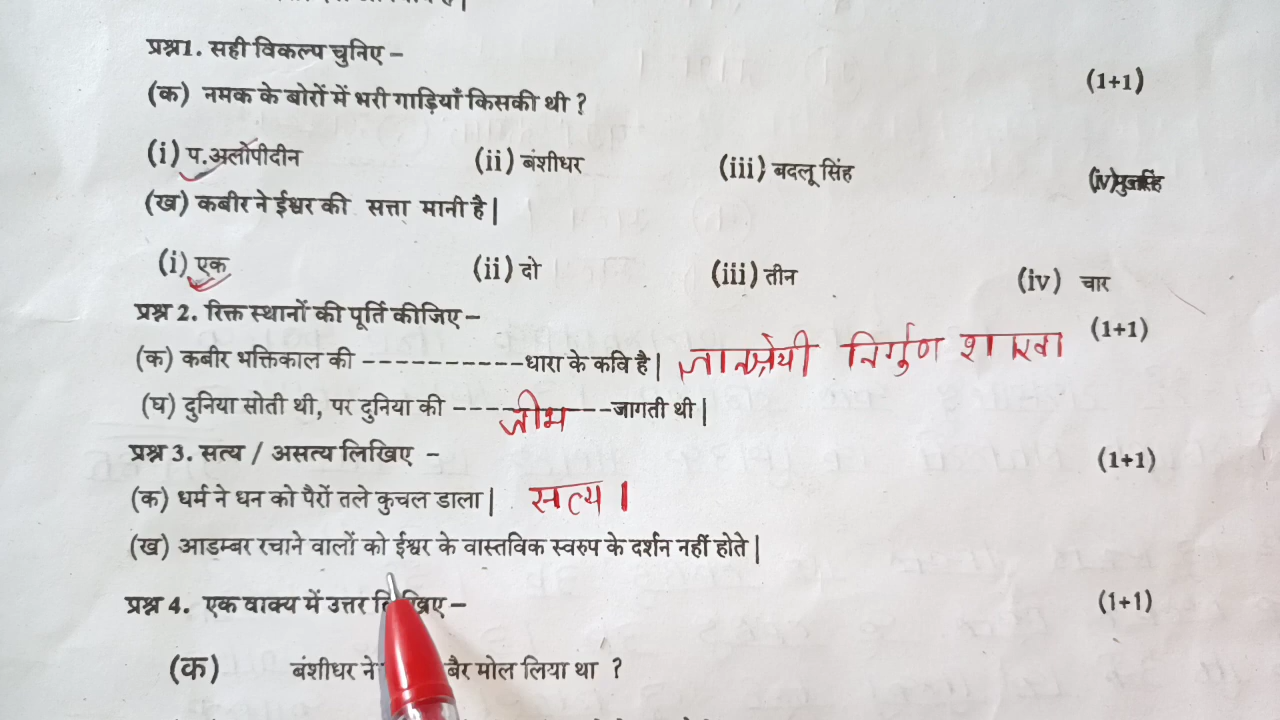 प्रश्न1. सही विकल्प चुनिए –
(1+1)
(क) नमक के बोरों में भरी गाड़ियाँ किसकी थी ?
(i) प.अलोपीदीन (ii) बंशीधर (iii) बदलू सिंह (iv)
(ख) कबीर ने ईश्वर की सत्ता मानी है |
(i) एक (ii) दो (iii) तीन (iv) चार
प्रश्न 2. रिक्त स्थानों की पूर्ति कीजिए – (1+1)
(क) कबीर भक्तिकाल की -----------धारा के कवि है | निर्गुण शाखा
(घ) दुनिया सोती थी, पर दुनिया की ----जीभ----जागती थी |
प्रश्न 3. सत्य / असत्य लिखिए – (1+1)
(क) धर्म ने धन को पैरों तले कुचल डाला | सत्य ।
(ख) आडम्बर रचाने वालों को ईश्वर के वास्तविक स्वरुप के दर्शन नहीं होते |
प्रश्न 4. एक वाक्य में उत्तर लिखिए – (1+1)
(क) बंशीधर ने बैर मोल लिया था ?